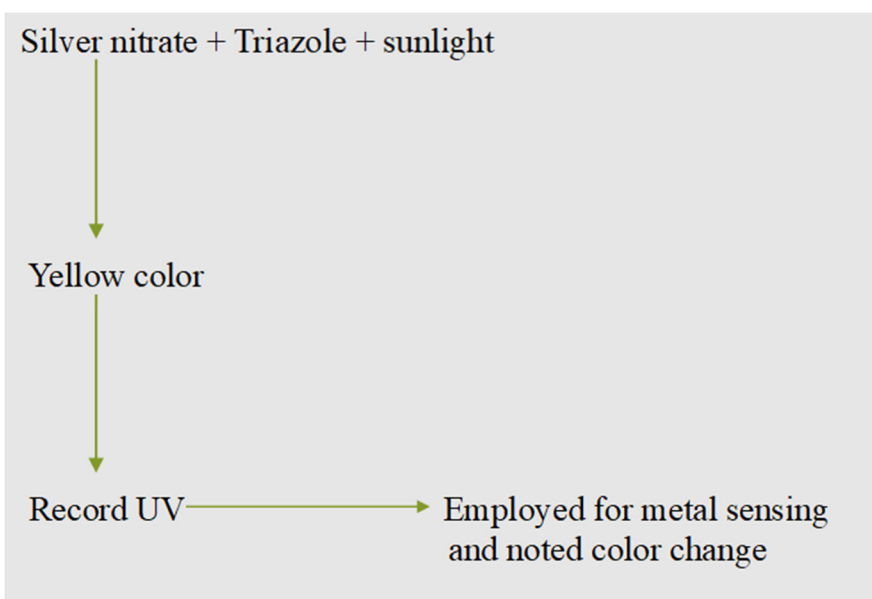 Silver nitrate + Triazole + sunlight
Yellow color
Record UV
Employed for metal sensing
and noted color change